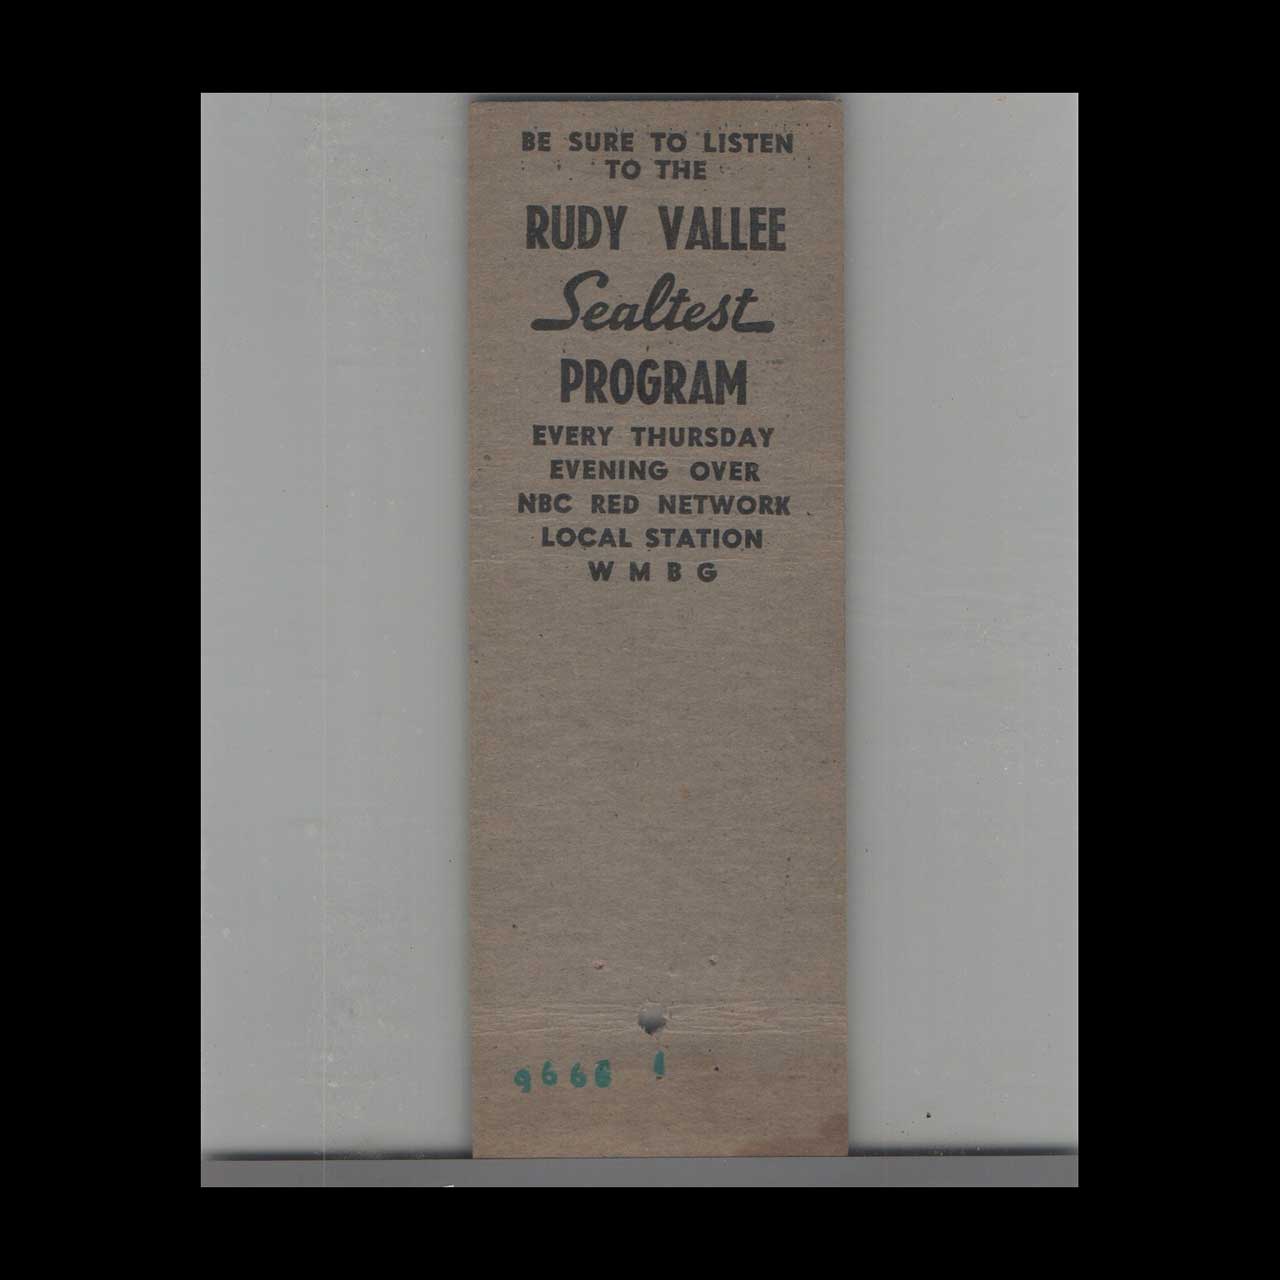 BE SURE TO LISTEN
TO THE
RUDY VALLEE
Sealtest
PROGRAM
EVERY THURSDAY
EVENING OVER
NBC RED NETWORK
LOCAL STATION
W M B G
9666 1